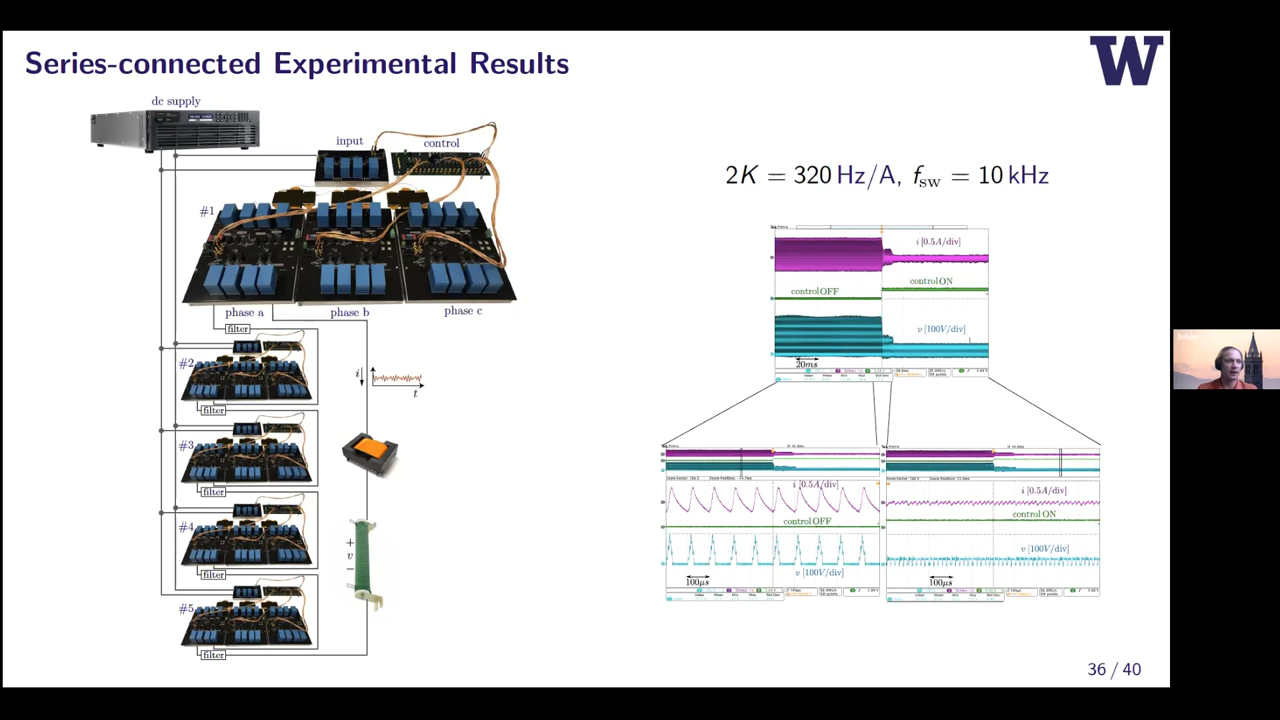 Series-connected Experimental Results
W
dc supply
input
control
#1
phase a
phase b
phase c
filter
#2
filter
#3
filter
#4
filter
#5
filter
i
t
+
v
−
2K = 320 Hz/A, fsw = 10 kHz
i [0.5A/div]
control OFF
control ON
v [100V/div]
20ms
i [0.5A/div]
control OFF
v [100V/div]
100μs
i [0.5A/div]
control ON
v [100V/div]
100μs
36 / 40